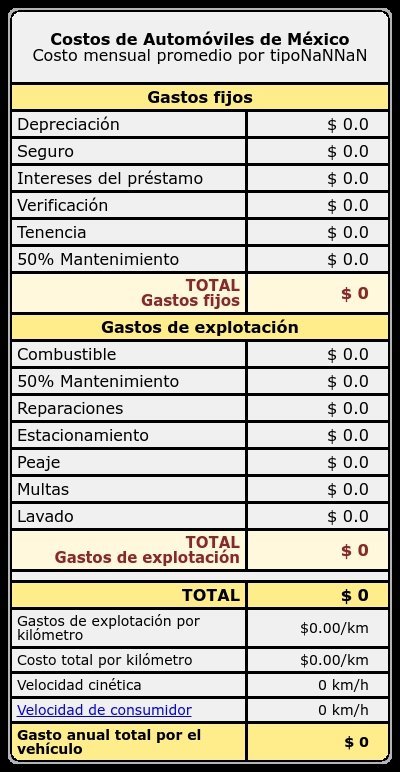 Costos de Automóviles de México
Costo mensual promedio por tipoNaNNaN
Gastos fijos
Depreciación $ 0.0
Seguro $ 0.0
Intereses del préstamo $ 0.0
Verificación $ 0.0
Tenencia $ 0.0
50% Mantenimiento $ 0.0
TOTAL
Gastos fijos $ 0
Gastos de explotación
Combustible $ 0.0
50% Mantenimiento $ 0.0
Reparaciones $ 0.0
Estacionamiento $ 0.0
Peaje $ 0.0
Multas $ 0.0
Lavado $ 0.0
TOTAL
Gastos de explotación $ 0
TOTAL $ 0
Gastos de explotación por
kilómetro $0.00/km
Costo total por kilómetro $0.00/km
Velocidad cinética 0 km/h
Velocidad de consumidor 0 km/h
Gasto anual total por el
vehículo $ 0